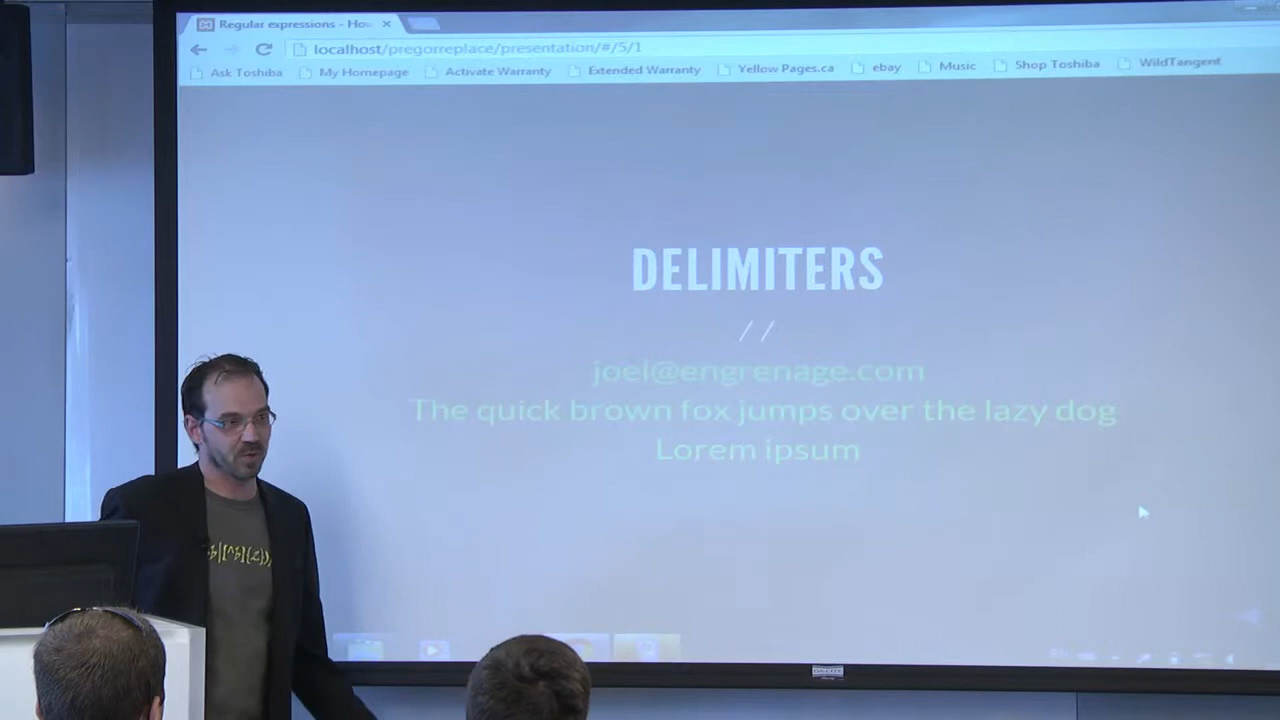 Regular expressions - Ho
localhost/pregorreplace/presentation/#/5/1
Ask Toshiba My Homepage Activate Warranty Extended Warranty Yellow Pages.ca ebay Music Shop Toshiba WildTangent
DELIMITERS
//
joel@engrenage.com
The quick brown fox jumps over the lazy dog
Lorem ipsum